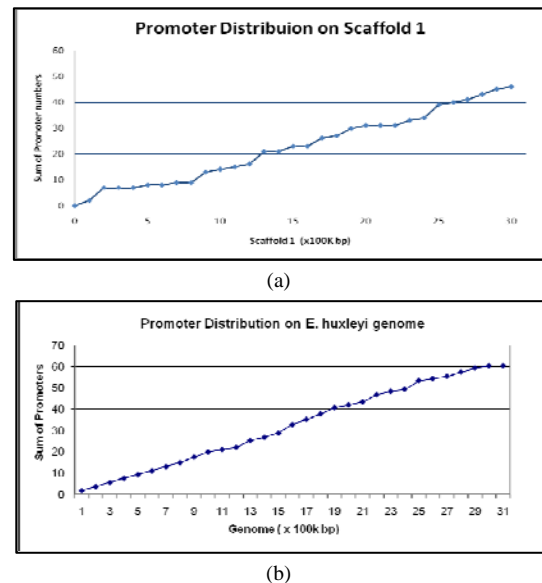 Promoter Distribuion on Scaffold 1
60
50
40
30
20
10
0
Sum of Promoter numbers
0 5 10 15 20 25 30
Scaffold 1 (x100K bp)
(a)
Promoter Distribution on E. huxleyi genome
70
60
50
40
30
20
10
0
Sum of Promoters
1 3 5 7 9 11 13 15 17 19 21 23 25 27 29 31
Genome ( x 100k bp)
(b)